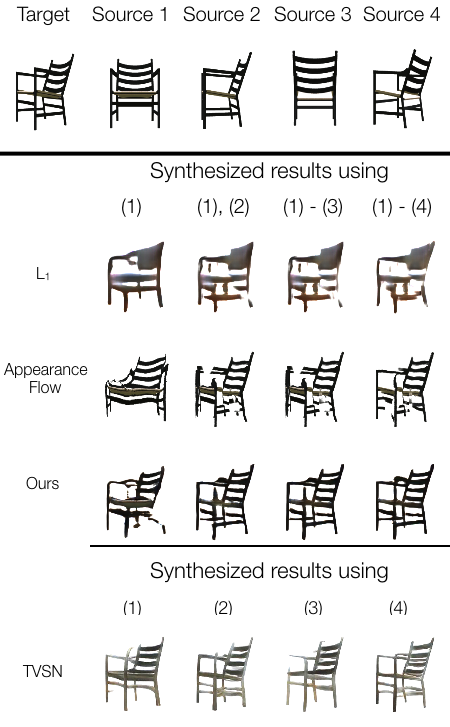 Target Source 1 Source 2 Source 3 Source 4
Synthesized results using
(1) (1), (2) (1) - (3) (1) - (4)
L₁
Appearance
Flow
Ours
Synthesized results using
(1) (2) (3) (4)
TVSN